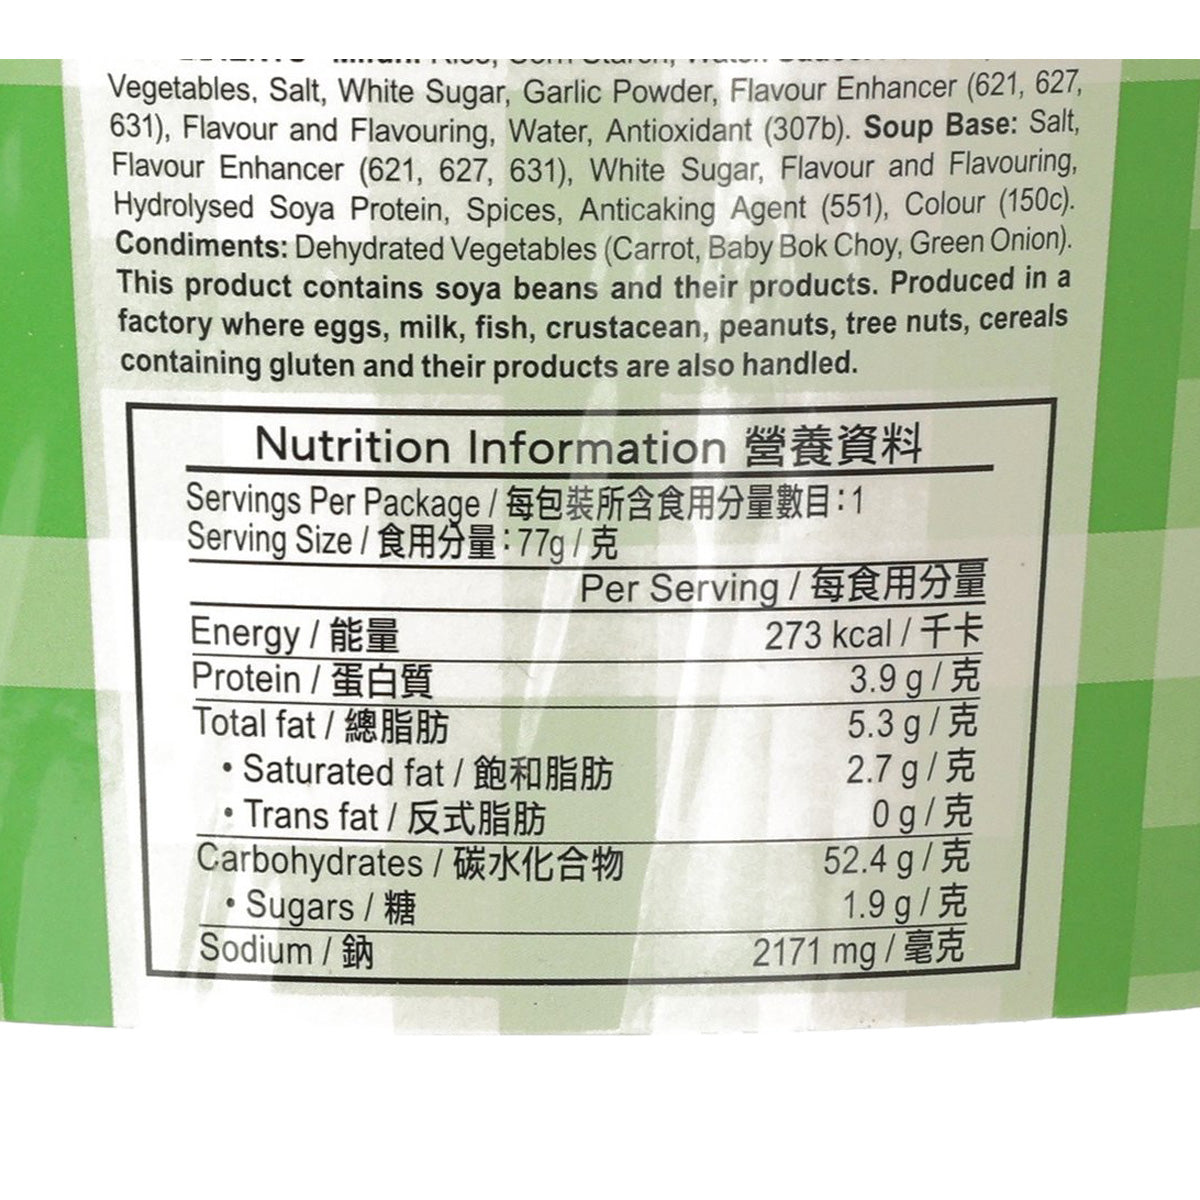 Vegetables, Salt, White Sugar, Garlic Powder, Flavour Enhancer (621, 627,
631), Flavour and Flavouring, Water, Antioxidant (307b). Soup Base: Salt,
Flavour Enhancer (621, 627, 631), White Sugar, Flavour and Flavouring,
Hydrolysed Soya Protein, Spices, Anticaking Agent (551), Colour (150c).
Condiments: Dehydrated Vegetables (Carrot, Baby Bok Choy, Green Onion).
This product contains soya beans and their products. Produced in a
factory where eggs, milk, fish, crustacean, peanuts, tree nuts, cereals
containing gluten and their products are also handled.
Nutrition Information 營養資料
Servings Per Package / 每包裝所含食用分量數目:1
Serving Size / 食用分量:77g / 克
Per Serving / 每食用分量
Energy / 能量 273 kcal / 千卡
Protein / 蛋白質 3.9 g / 克
Total fat / 總脂肪 5.3 g / 克
• Saturated fat / 飽和脂肪 2.7 g / 克
• Trans fat / 反式脂肪 0 g / 克
Carbohydrates / 碳水化合物 52.4 g / 克
• Sugars / 糖 1.9 g / 克
Sodium / 鈉 2171 mg / 毫克